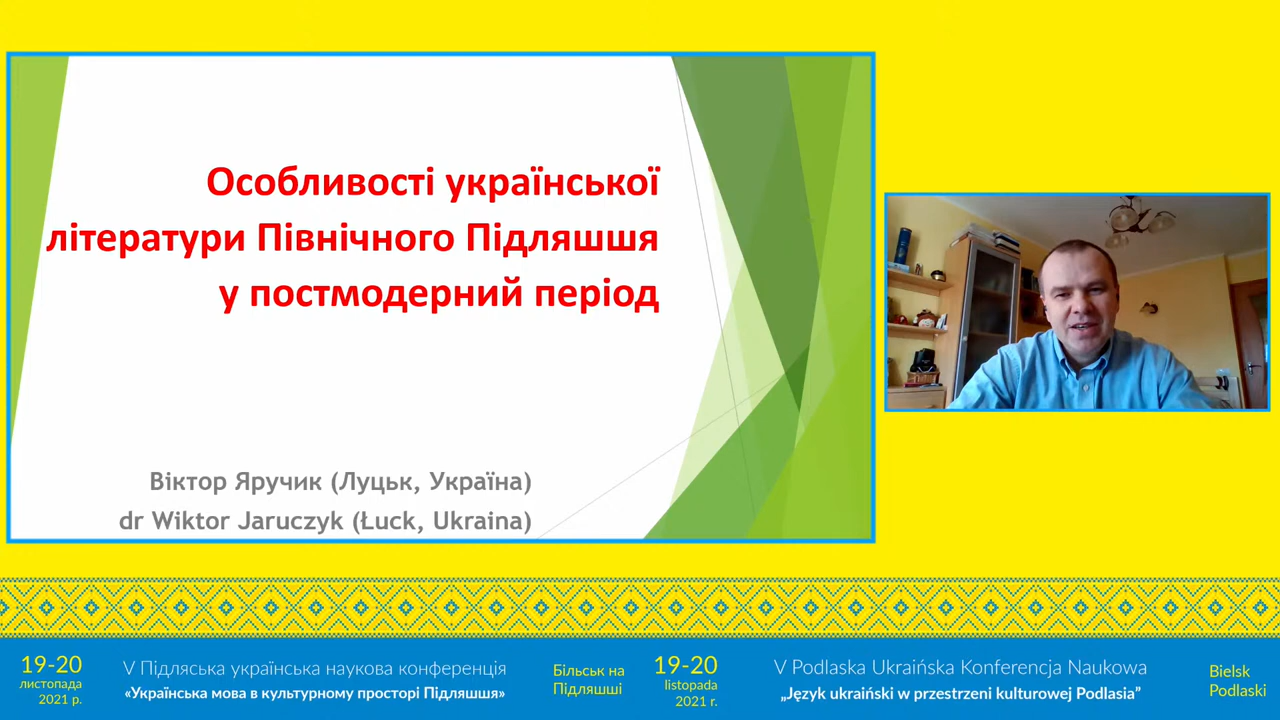 Особливості української
літератури Північного Підляшшя
у постмодерний період
Віктор Яручик (Луцьк, Україна)
dr Wiktor Jaruczyk (Łuck, Ukraina)
19-20
листопада
2021 р.
V Підляська українська наукова конференція
«Українська мова в культурному просторі Підляшшя»
Більськ на
Підляшші
19-20
listopada
2021 r.
V Podlaska Ukraińska Konferencja Naukowa
„Język ukraiński w przestrzeni kulturowej Podlasia”
Bielsk
Podlaski